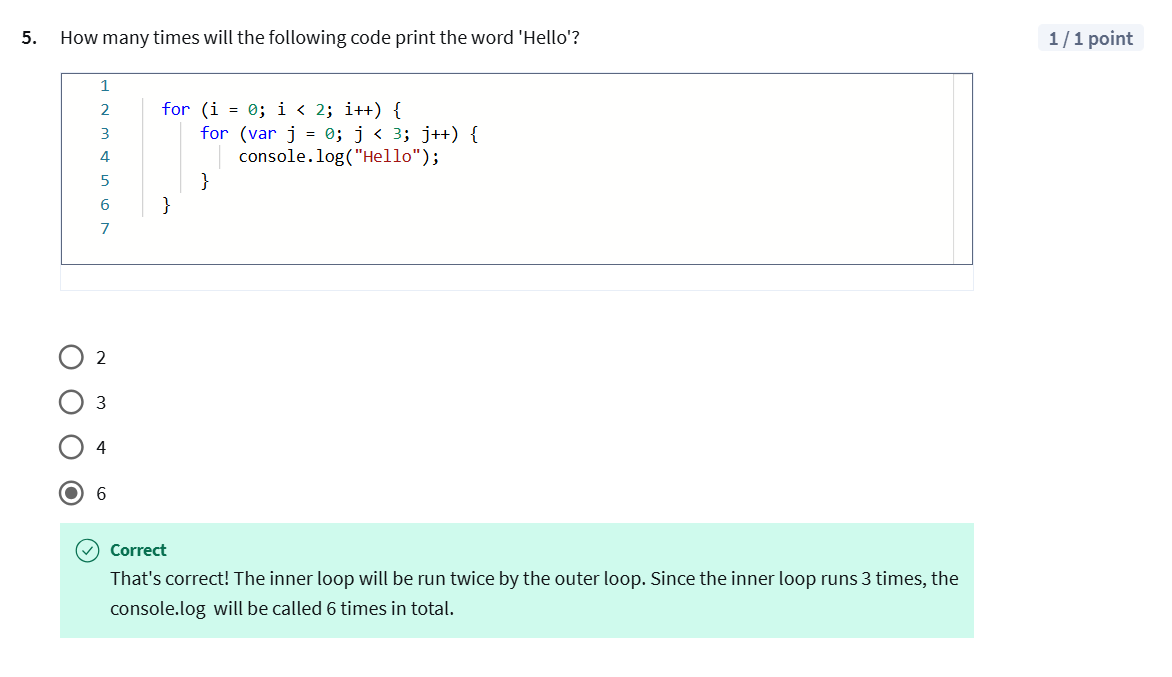 5. How many times will the following code print the word 'Hello'? 1 / 1 point
1
2 for (i = 0; i < 2; i++) {
3 for (var j = 0; j < 3; j++) {
4 console.log("Hello");
5 }
6 }
7
2
3
4
6
Correct
That's correct! The inner loop will be run twice by the outer loop. Since the inner loop runs 3 times, the
console.log will be called 6 times in total.